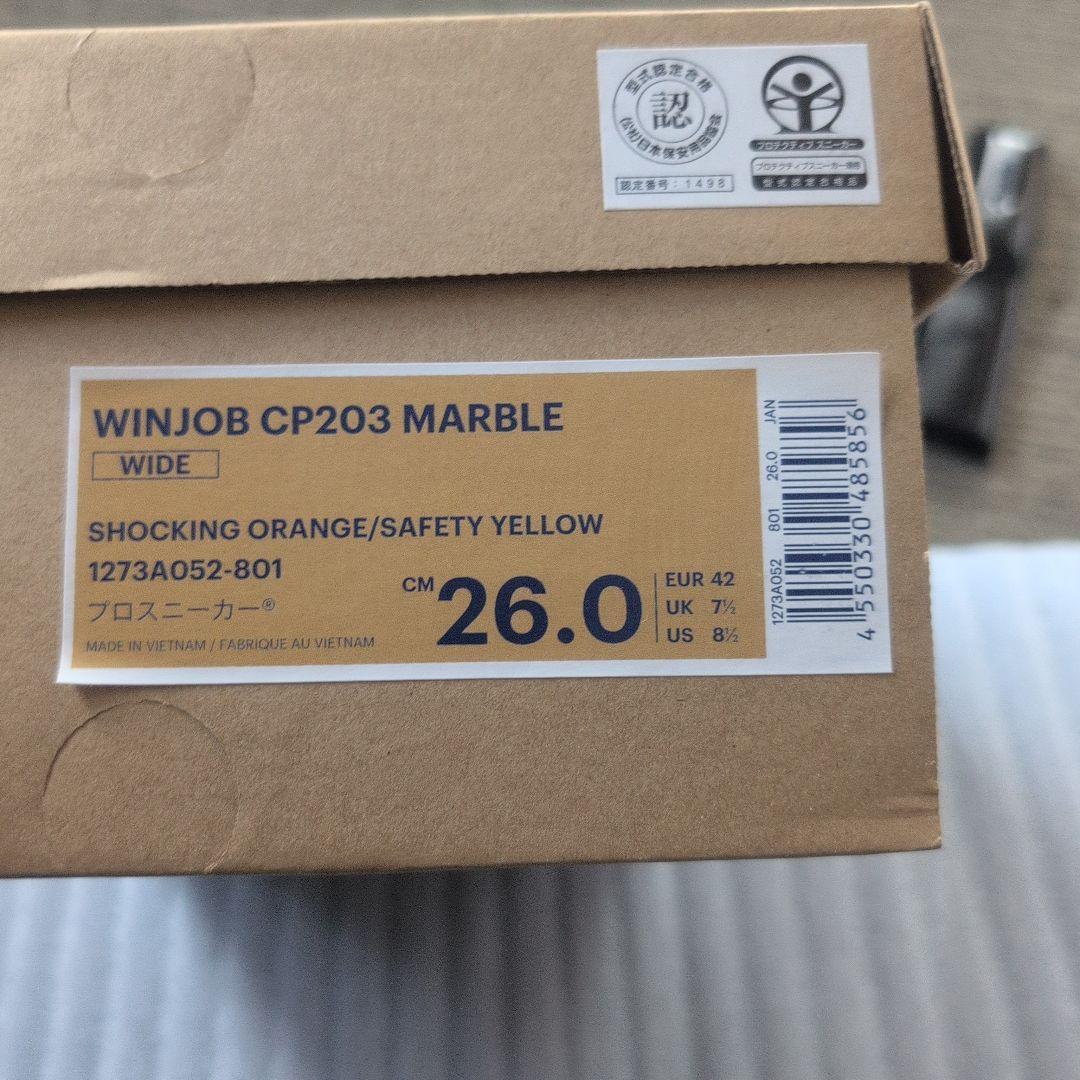 型式認定合格
認
(公社)日本保安用品協会
認定番号:1498
プロテクティブスニーカー
プロテクティブスニーカー規格
型式認定合格品
WINJOB CP203 MARBLE
WIDE
SHOCKING ORANGE/SAFETY YELLOW
1273A052-801
プロスニーカー®
MADE IN VIETNAM / FABRIQUE AU VIETNAM
CM 26.0
EUR 42
UK 7½
US 8½
1273A052 801 26.0 JAN
4 550330 485856